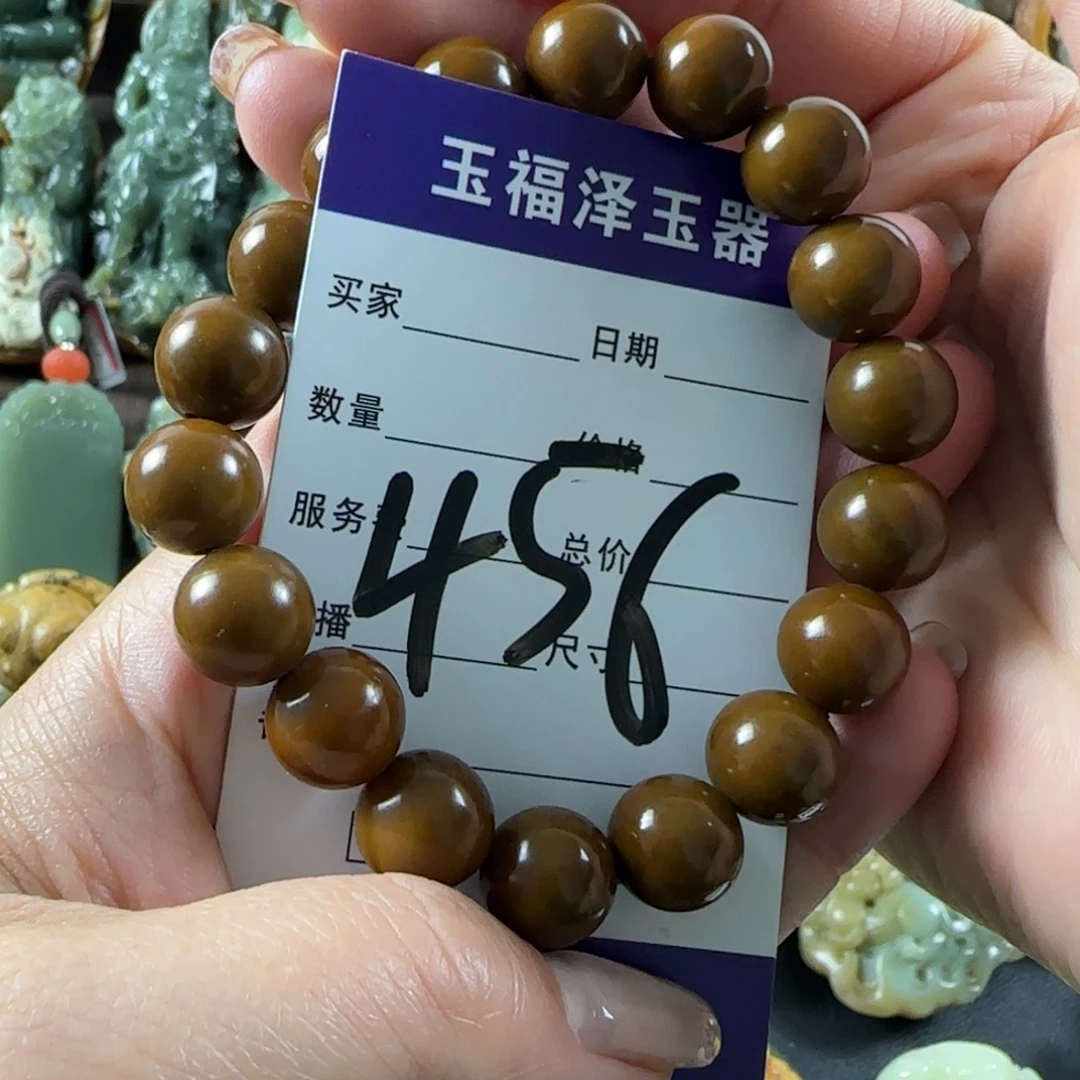 玉福泽玉器
买家 日期
数量 价格
服务 总价
播 尺寸
456